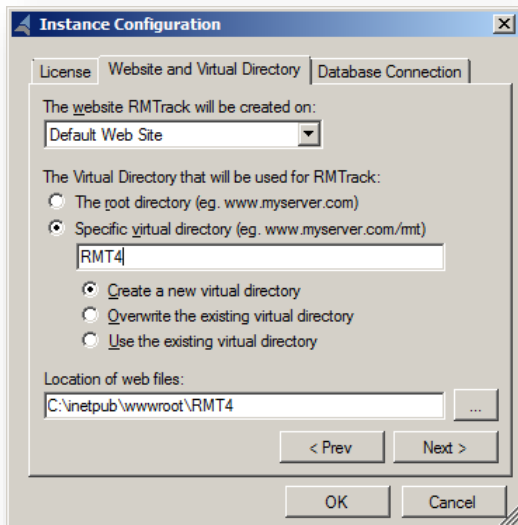 Instance Configuration
License
Website and Virtual Directory
Database Connection
The website RMTrack will be created on:
Default Web Site
The Virtual Directory that will be used for RMTrack:
The root directory (eg. www.myserver.com)
Specific virtual directory (eg. www.myserver.com/rmt)
RMT4
Create a new virtual directory
Overwrite the existing virtual directory
Use the existing virtual directory
Location of web files:
C:\inetpub\wwwroot\RMT4
...
< Prev
Next >
OK
Cancel